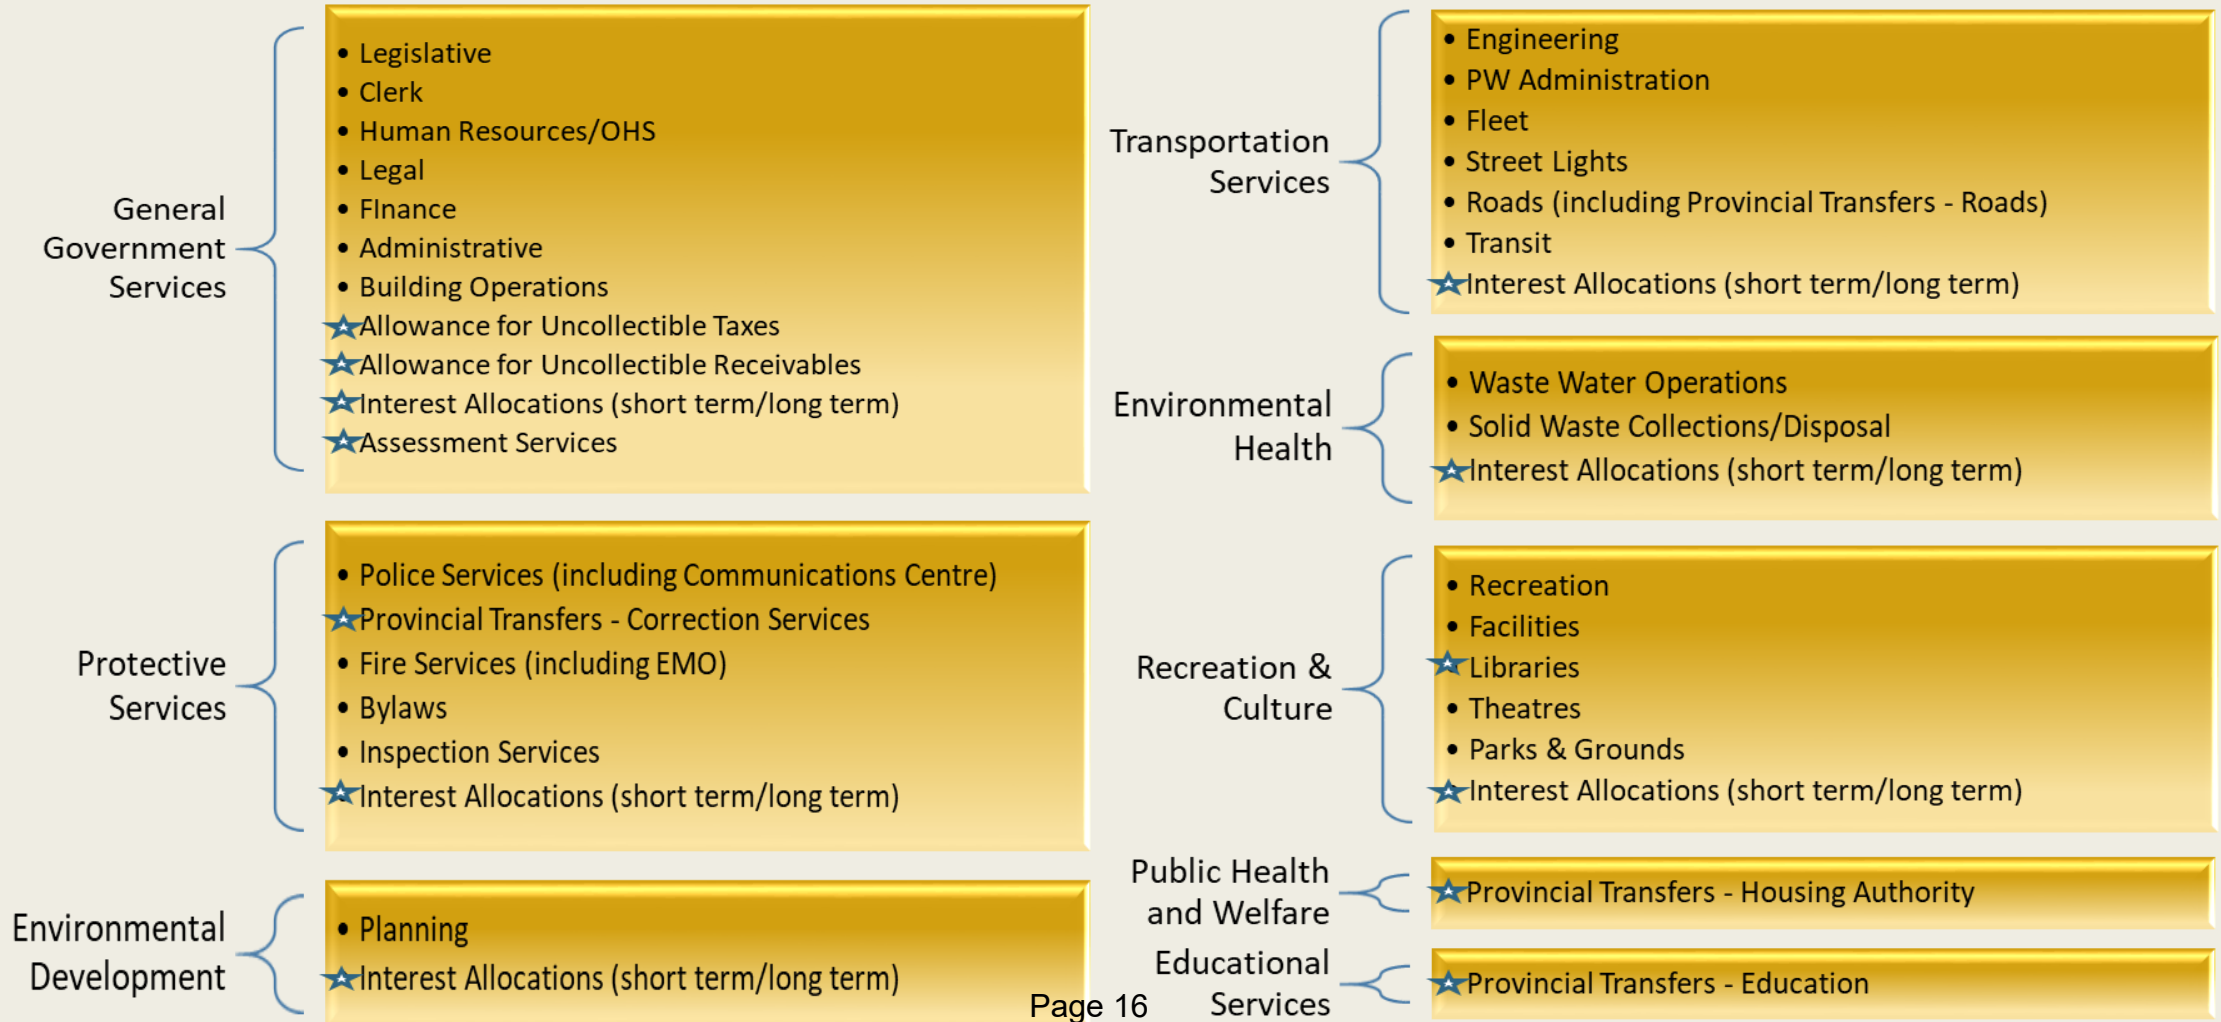 General
Government
Services
• Legislative
• Clerk
• Human Resources/OHS
• Legal
• FInance
• Administrative
• Building Operations
Allowance for Uncollectible Taxes
Allowance for Uncollectible Receivables
Interest Allocations (short term/long term)
Assessment Services
Protective
Services
• Police Services (including Communications Centre)
Provincial Transfers - Correction Services
• Fire Services (including EMO)
• Bylaws
• Inspection Services
Interest Allocations (short term/long term)
Environmental
Development
• Planning
Interest Allocations (short term/long term)
Transportation
Services
• Engineering
• PW Administration
• Fleet
• Street Lights
• Roads (including Provincial Transfers - Roads)
• Transit
Interest Allocations (short term/long term)
Environmental
Health
• Waste Water Operations
• Solid Waste Collections/Disposal
Interest Allocations (short term/long term)
Recreation &
Culture
• Recreation
• Facilities
Libraries
• Theatres
• Parks & Grounds
Interest Allocations (short term/long term)
Public Health
and Welfare
Provincial Transfers - Housing Authority
Educational
Services
Provincial Transfers - Education
Page 16